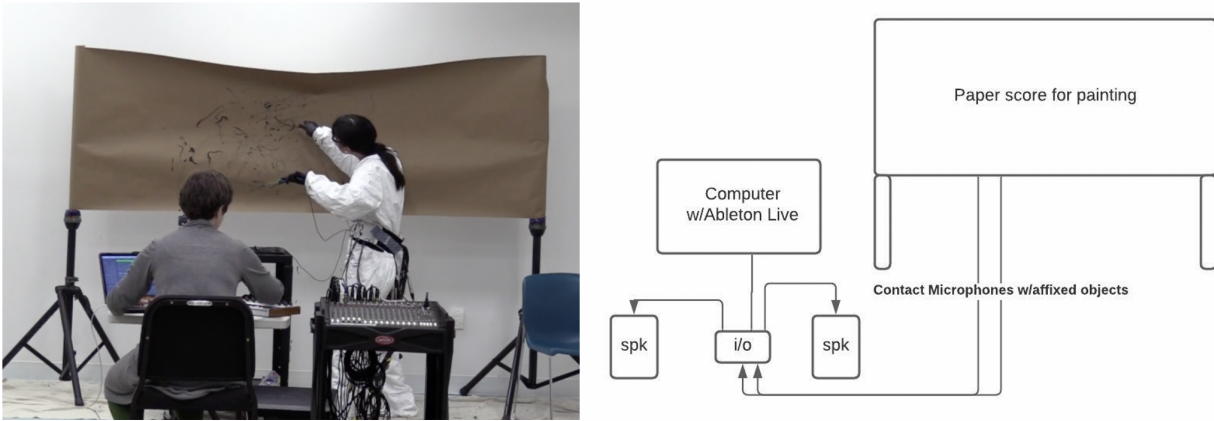 Paper score for painting
Computer
w/Ableton Live
Contact Microphones w/affixed objects
spk
i/o
spk